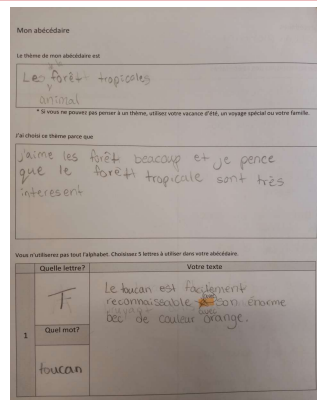 Mon abécédaire
Le thème de mon abécédaire est
Les forêt tropicales
animal
* Si vous ne pouvez pas penser à un thème, utilisez votre vacance d'été, un voyage spécial ou votre famille.
J'ai choisi ce thème parce que
j'aime les forêt beacoup et je pence
que le forêt tropicale sont très
interesent
Vous n'utiliserez pas tout l'alphabet. Choisissez 5 lettres à utiliser dans votre abécédaire.
Quelle lettre? Votre texte
T
Le toucan est facilement
reconnaisseable son énorme
bec de couleur orange.
1 Quel mot?
toucan